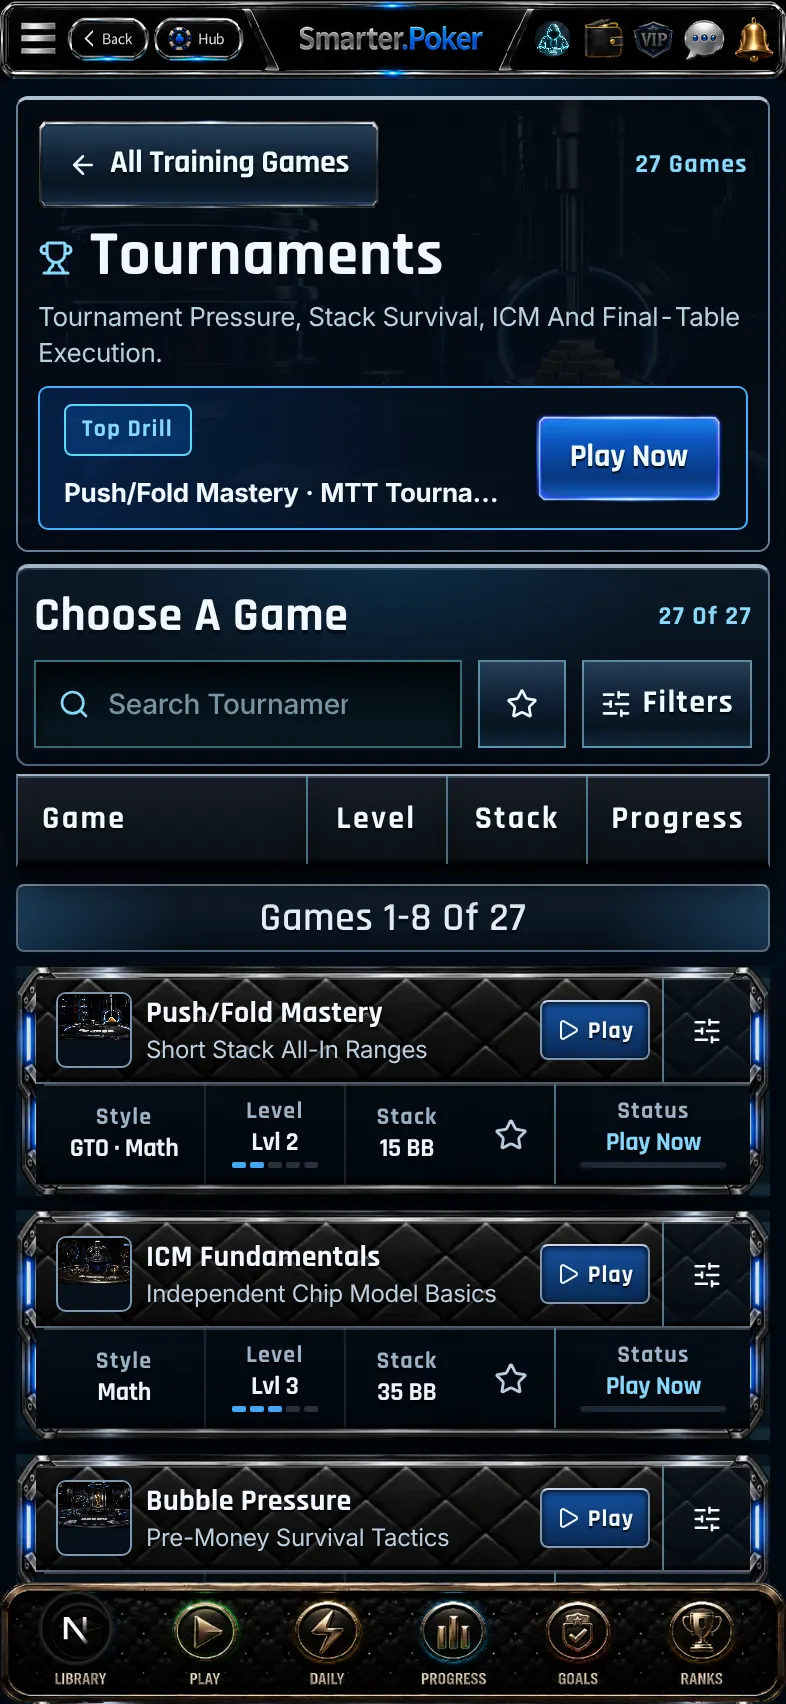 Back
Hub
Smarter.Poker
VIP
← All Training Games
27 Games
Tournaments
Tournament Pressure, Stack Survival, ICM And Final-Table
Execution.
Top Drill
Push/Fold Mastery · MTT Tourna...
Play Now
Choose A Game
27 Of 27
Search Tournamer
Filters
Game
Level
Stack
Progress
Games 1-8 Of 27
Push/Fold Mastery
Short Stack All-In Ranges
Play
Style
GTO · Math
Level
Lvl 2
Stack
15 BB
Status
Play Now
ICM Fundamentals
Independent Chip Model Basics
Play
Style
Math
Level
Lvl 3
Stack
35 BB
Status
Play Now
Bubble Pressure
Pre-Money Survival Tactics
Play
N
LIBRARY
PLAY
DAILY
PROGRESS
GOALS
RANKS